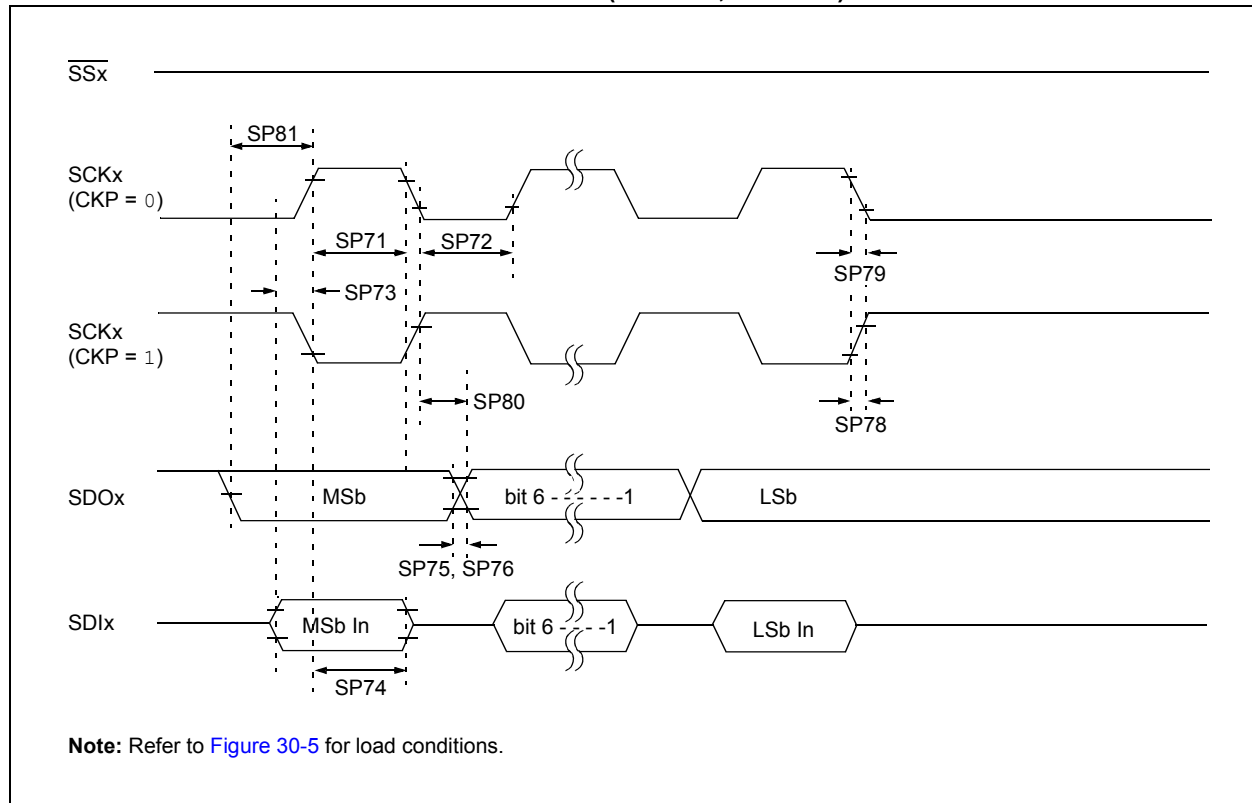 SSx
SP81
SCKx
(CKP = 0)
SP71
SP72
SP79
SP73
SCKx
(CKP = 1)
SP80
SP78
SDOx
MSb
bit 6 - - - - - -1
LSb
SP75, SP76
SDIx
MSb In
bit 6 - - - -1
LSb In
SP74
Note: Refer to Figure 30-5 for load conditions.